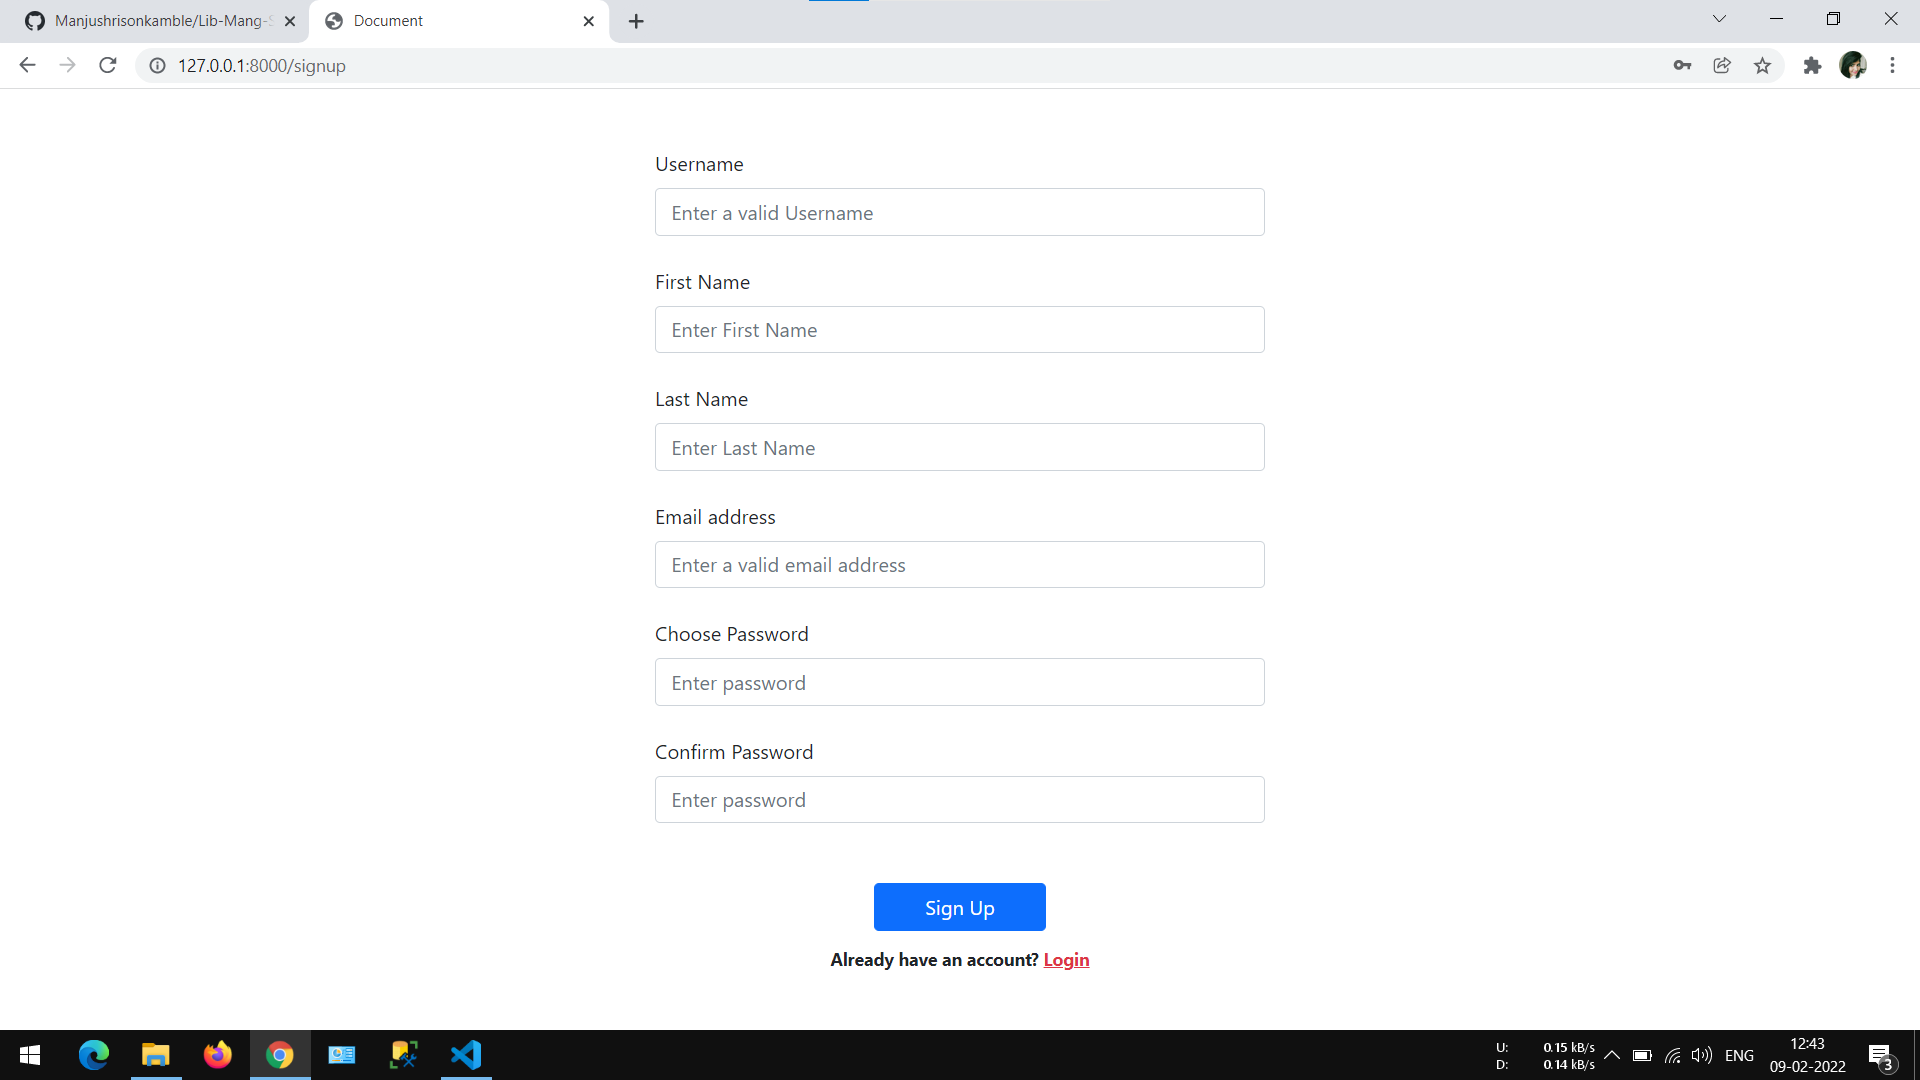 Manjushrisonkamble/Lib-Mang-S
Document
127.0.0.1:8000/signup
Username
Enter a valid Username
First Name
Enter First Name
Last Name
Enter Last Name
Email address
Enter a valid email address
Choose Password
Enter password
Confirm Password
Enter password
Sign Up
Already have an account? Login
U: 0.15 kB/s
D: 0.14 kB/s
ENG
12:43
09-02-2022
3